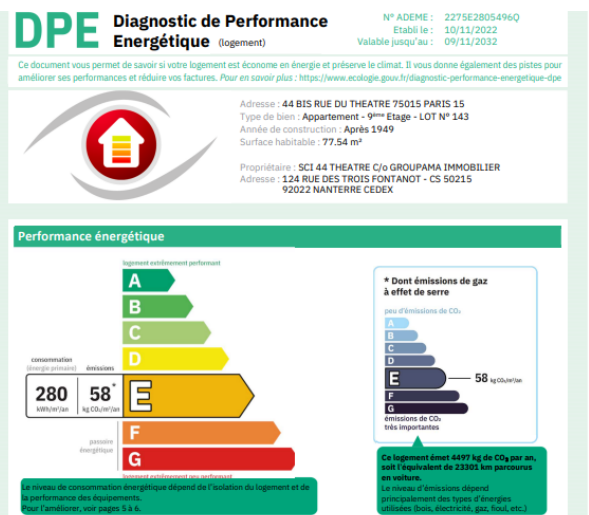 DPE Diagnostic de Performance Energétique (logement)
N° ADEME : 2275E2805496Q
Etabli le : 10/11/2022
Valable jusqu'au : 09/11/2032
Ce document vous permet de savoir si votre logement est économe en énergie et préserve le climat. Il vous donne également des pistes pour
améliorer ses performances et réduire vos factures. Pour en savoir plus : https://www.ecologie.gouv.fr/diagnostic-performance-energetique-dpe
Adresse : 44 BIS RUE DU THEATRE 75015 PARIS 15
Type de bien : Appartement - 9ème Etage - LOT N° 143
Année de construction : Après 1949
Surface habitable : 77.54 m²
Propriétaire : SCI 44 THEATRE C/o GROUPAMA IMMOBILIER
Adresse : 124 RUE DES TROIS FONTANOT - CS 50215
92022 NANTERRE CEDEX
Performance énergétique
logement extrêmement performant
A
B
C
D
consommation
(énergie primaire)
émissions
280
kWh/m²/an
58*
kg CO₂/m²/an
E
F
passoire
énergétique
G
logement extrêmement peu performant
Le niveau de consommation énergétique dépend de l'isolation du logement et de
la performance des équipements.
Pour l'améliorer, voir pages 5 à 6.
* Dont émissions de gaz
à effet de serre
peu d'émissions de CO₂
A
B
C
D
E
58 kg CO₂/m²/an
F
G
émissions de CO₂
très importantes
Ce logement émet 4497 kg de CO₂ par an,
soit l'équivalent de 23301 km parcourus
en voiture.
Le niveau d'émissions dépend
principalement des types d'énergies
utilisées (bois, électricité, gaz, fioul, etc.)